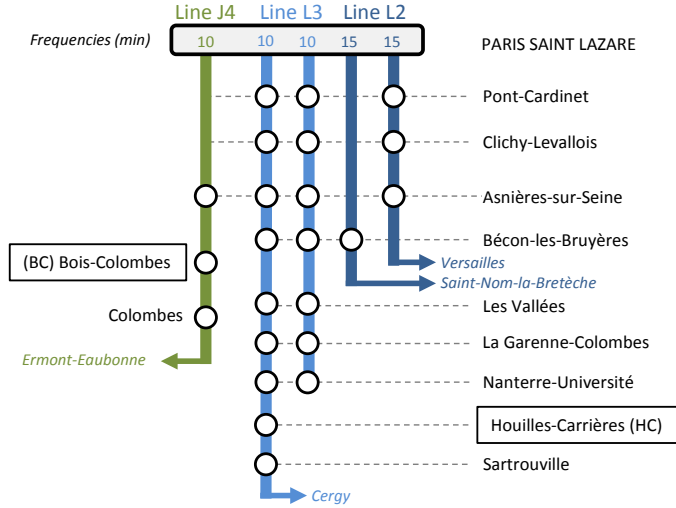 Line J4 Line L3 Line L2
Frequencies (min) 10 10 10 15 15 PARIS SAINT LAZARE
Pont-Cardinet
Clichy-Levallois
Asnières-sur-Seine
Bécon-les-Bruyères
(BC) Bois-Colombes
Versailles
Saint-Nom-la-Bretèche
Les Vallées
Colombes
La Garenne-Colombes
Ermont-Eaubonne
Nanterre-Université
Houilles-Carrières (HC)
Sartrouville
Cergy